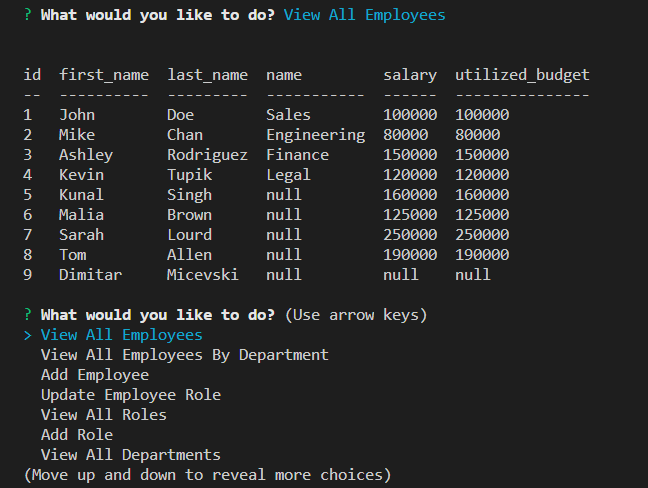 ? What would you like to do? View All Employees
id  first_name  last_name  name         salary  utilized_budget
--  ----------  ---------  -----------  ------  ---------------
1   John        Doe        Sales        100000  100000
2   Mike        Chan       Engineering  80000   80000
3   Ashley      Rodriguez  Finance      150000  150000
4   Kevin       Tupik      Legal        120000  120000
5   Kunal       Singh      null         160000  160000
6   Malia       Brown      null         125000  125000
7   Sarah       Lourd      null         250000  250000
8   Tom         Allen      null         190000  190000
9   Dimitar     Micevski   null         null    null
? What would you like to do? (Use arrow keys)
> View All Employees
  View All Employees By Department
  Add Employee
  Update Employee Role
  View All Roles
  Add Role
  View All Departments
(Move up and down to reveal more choices)